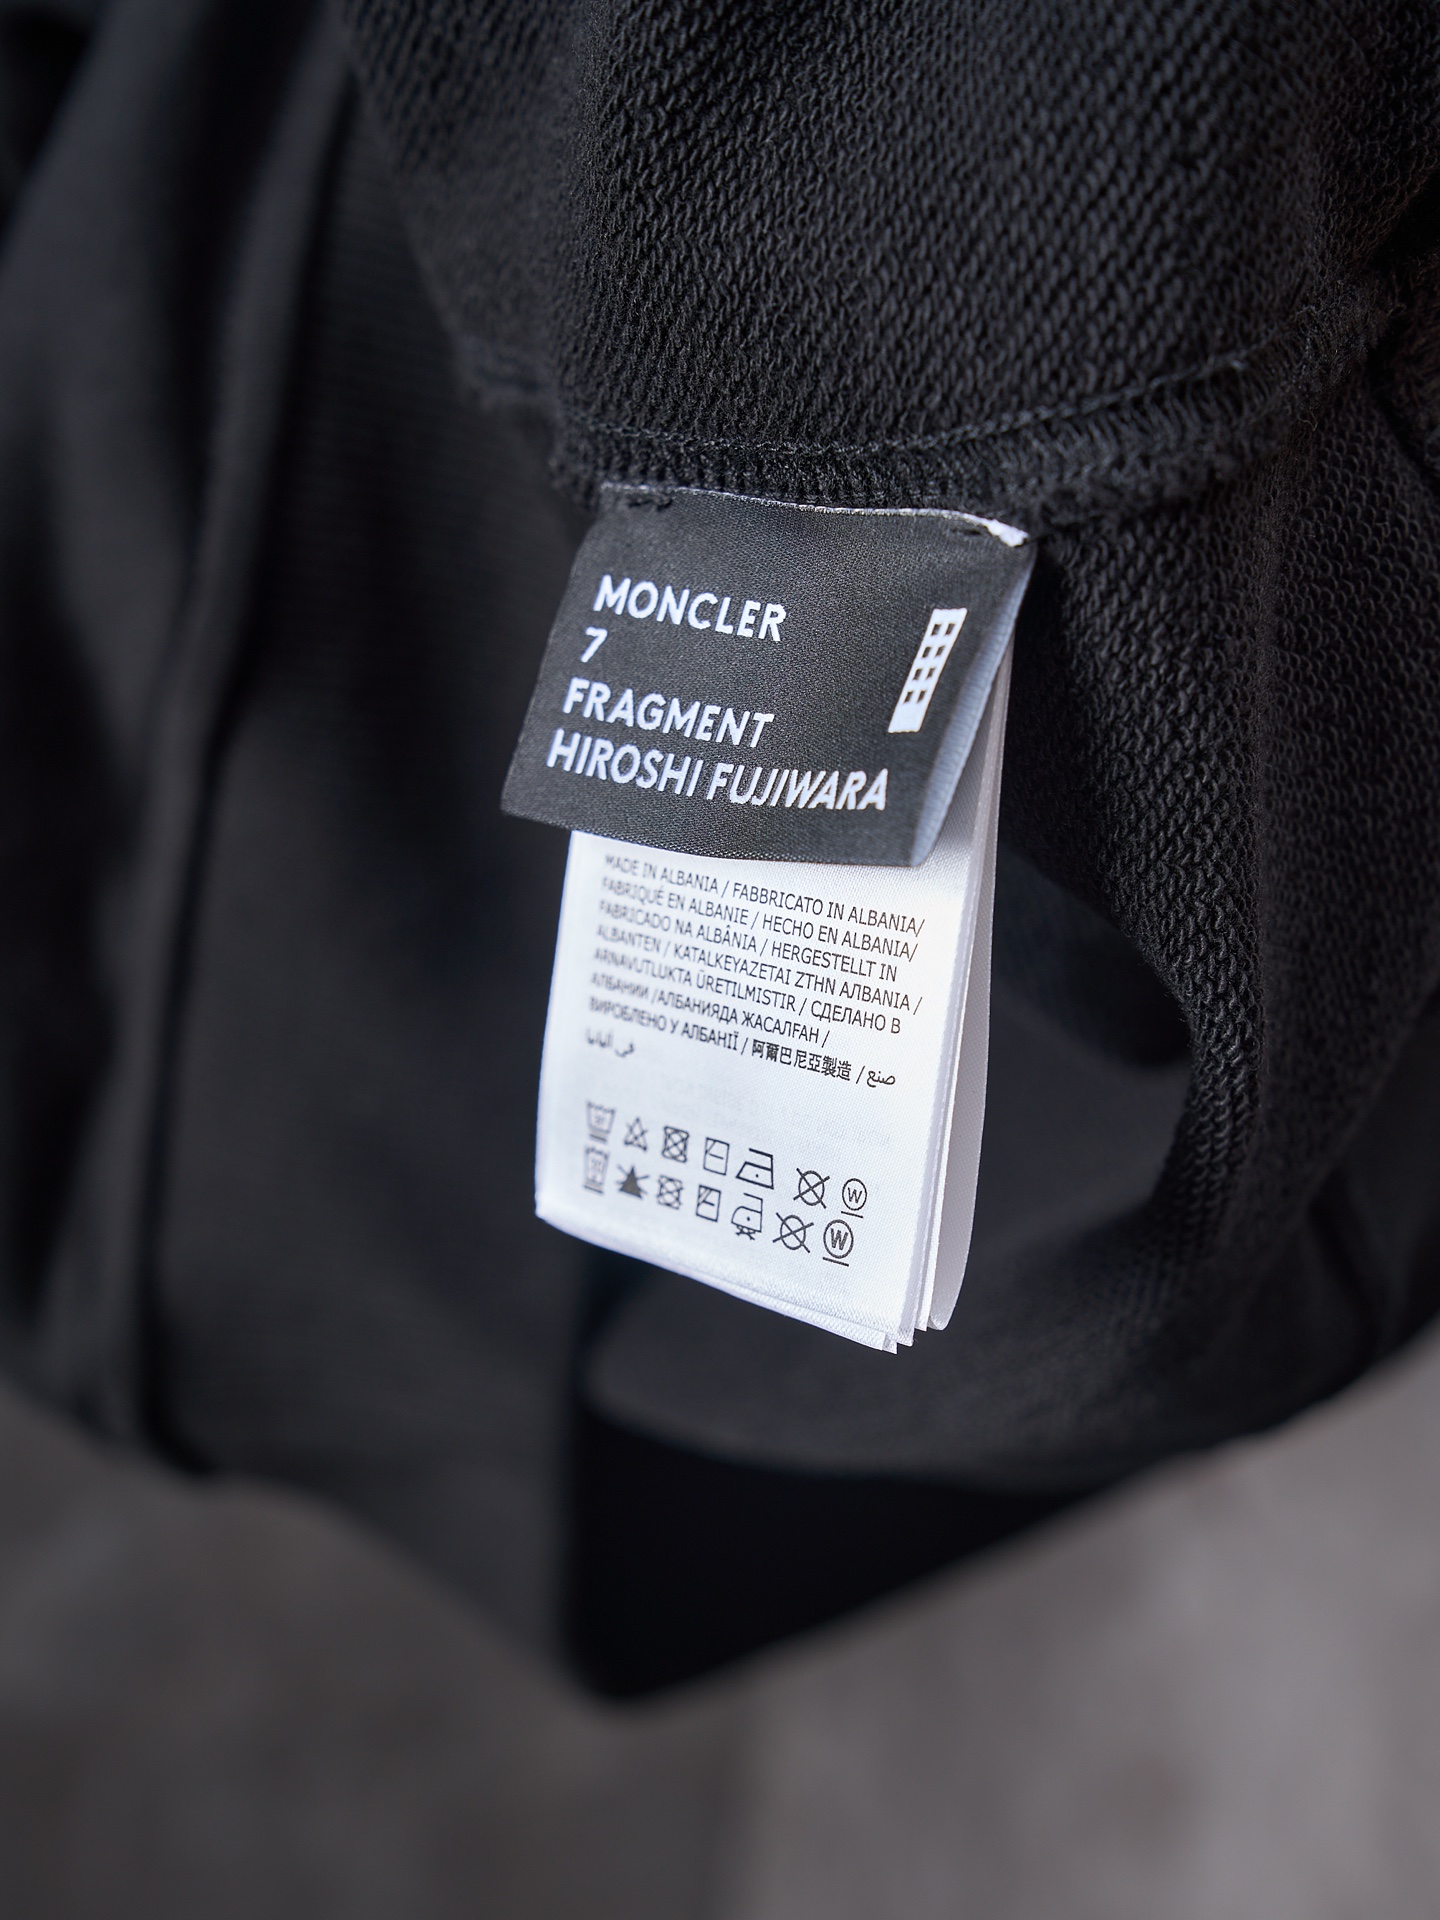 MONCLER
7
FRAGMENT
HIROSHI FUJIWARA
MADE IN ALBANIA / FABBRICATO IN ALBANIA/
FABRIQUÉ EN ALBANIE / HECHO EN ALBANIA/
FABRICADO NA ALBÂNIA / HERGESTELLT IN
ALBANTEN / KATALKEYAZETAI ZTHN АЛBANIA /
ARNAVUTLUKTA ÜRETILMISTIR / СДЕЛАНО В
АЛБАНИИ /АЛБАНИЯДА ЖАСАЛҒАН /
ВИРОБЛЕНО У АЛБАНІЇ / 阿爾巴尼亞製造 / صنع
في ألبانيا
W
W